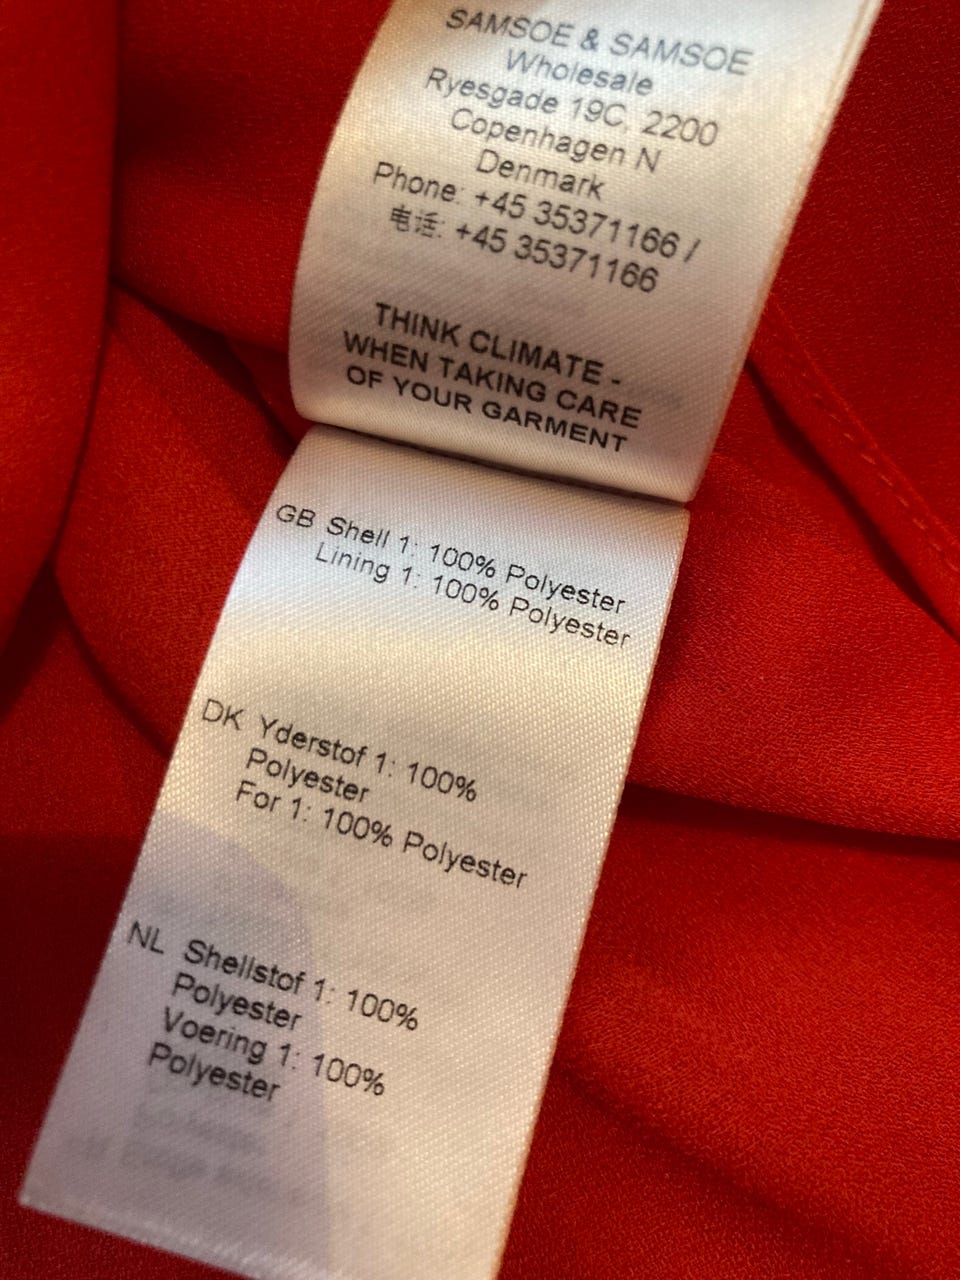 SAMSOE & SAMSOE
Wholesale
Ryesgade 19C, 2200
Copenhagen N
Denmark
Phone: +45 35371166 /
电话: +45 35371166
THINK CLIMATE -
WHEN TAKING CARE
OF YOUR GARMENT
GB Shell 1: 100% Polyester
Lining 1: 100% Polyester
DK Yderstof 1: 100%
Polyester
For 1: 100% Polyester
NL Shellstof 1: 100%
Polyester
Voering 1: 100%
Polyester